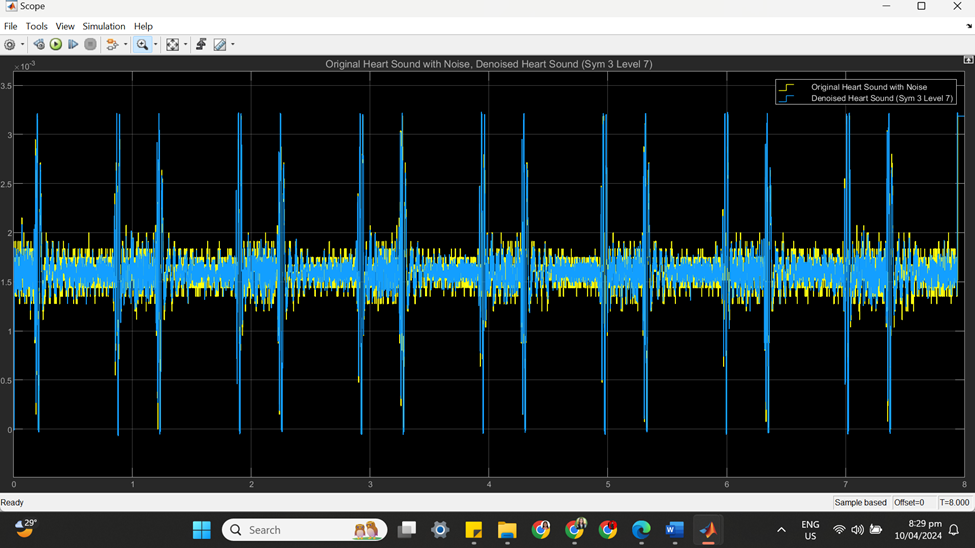 Scope
File Tools View Simulation Help
×10⁻³
Original Heart Sound with Noise, Denoised Heart Sound (Sym 3 Level 7)
Original Heart Sound with Noise
Denoised Heart Sound (Sym 3 Level 7)
3.5
3
2.5
2
1.5
1
0.5
0
0 1 2 3 4 5 6 7 8
Ready
Sample based Offset=0 T=8.000
29°
Search
ENG
US
8:29 pm
10/04/2024